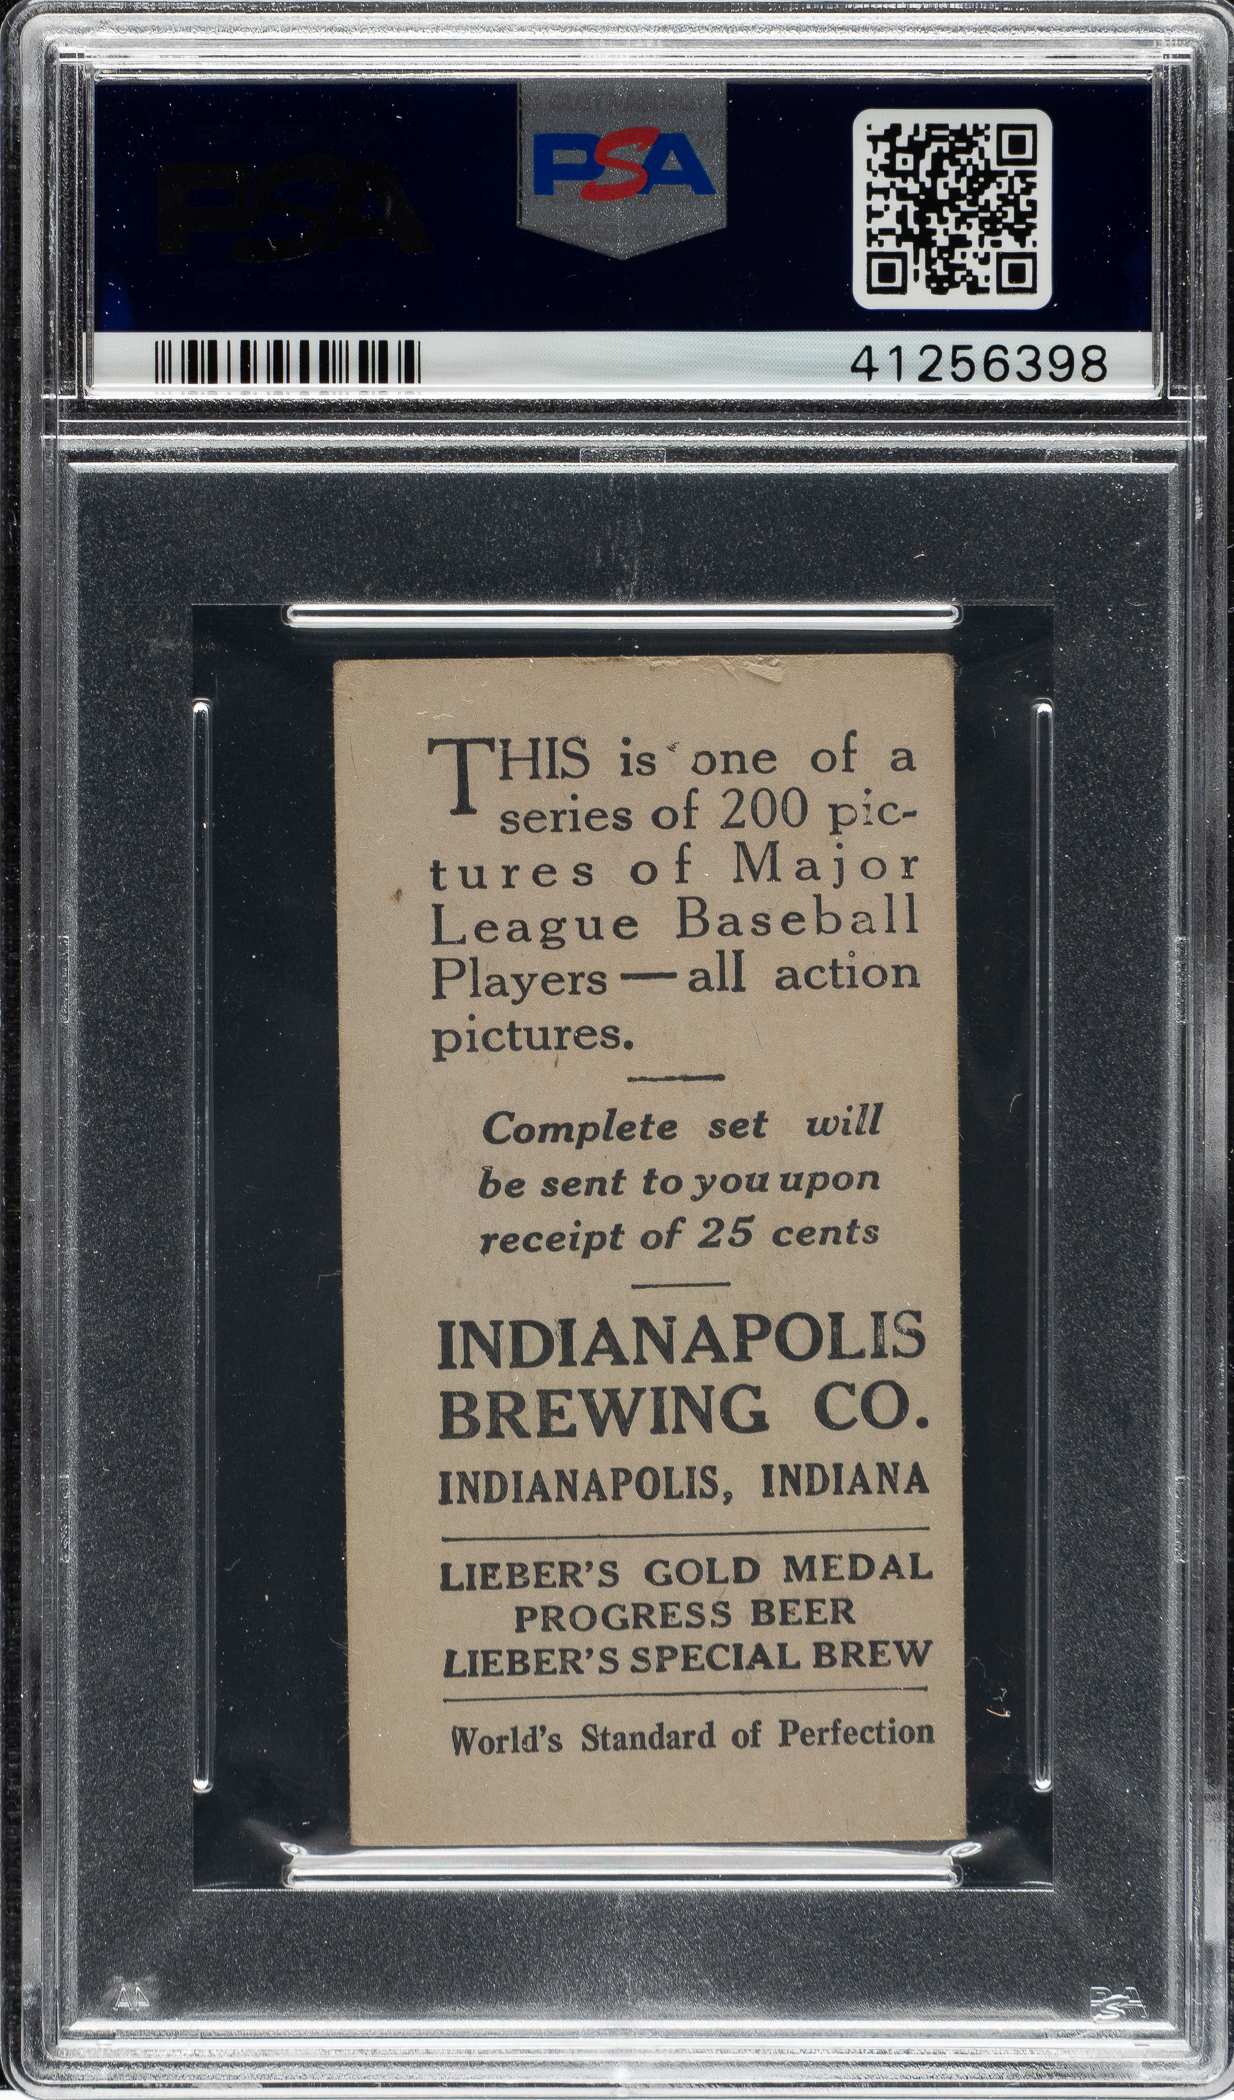 PSA
PSA
41256398
THIS is one of a
series of 200 pic-
tures of Major
League Baseball
Players—all action
pictures.
Complete set will
be sent to you upon
receipt of 25 cents
INDIANAPOLIS
BREWING CO.
INDIANAPOLIS, INDIANA
LIEBER'S GOLD MEDAL
PROGRESS BEER
LIEBER'S SPECIAL BREW
World's Standard of Perfection
PSA